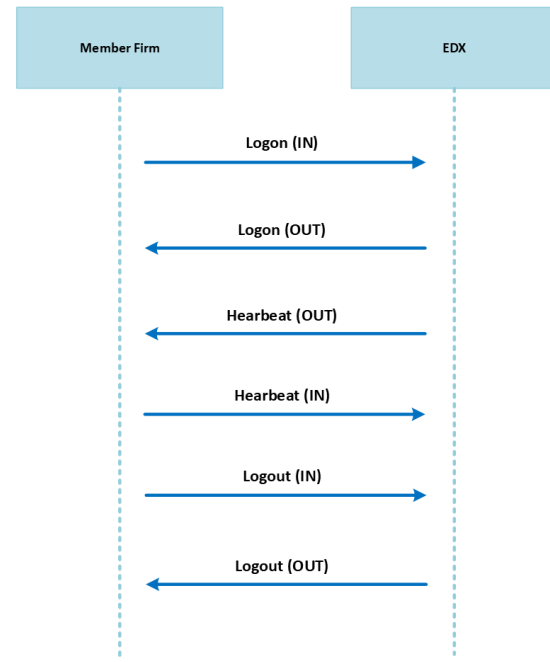 Member Firm
EDX
Logon (IN)
Logon (OUT)
Hearbeat (OUT)
Hearbeat (IN)
Logout (IN)
Logout (OUT)